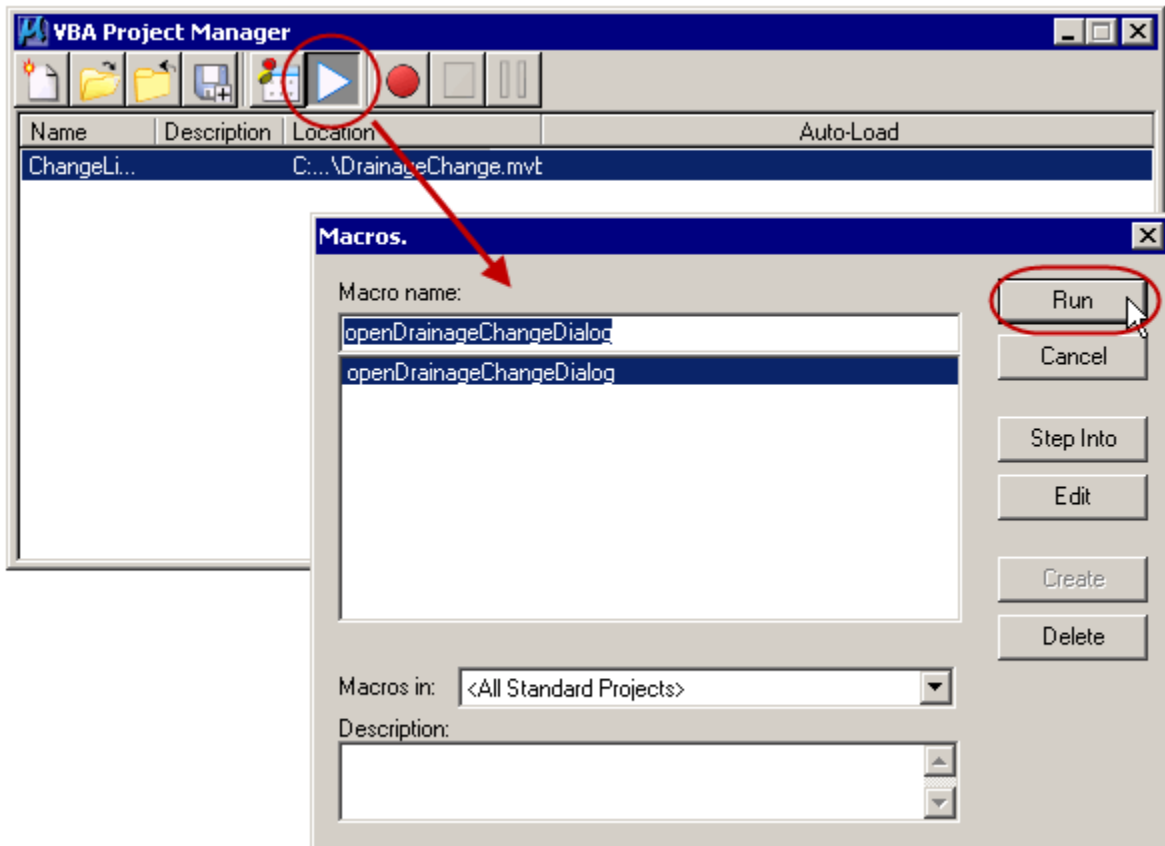 VBA Project Manager
Name Description Location Auto-Load
ChangeLi... C:...\DrainageChange.mvb
Macros.
Macro name:
openDrainageChangeDialog
openDrainageChangeDialog
Run
Cancel
Step Into
Edit
Create
Delete
Macros in: <All Standard Projects>
Description: